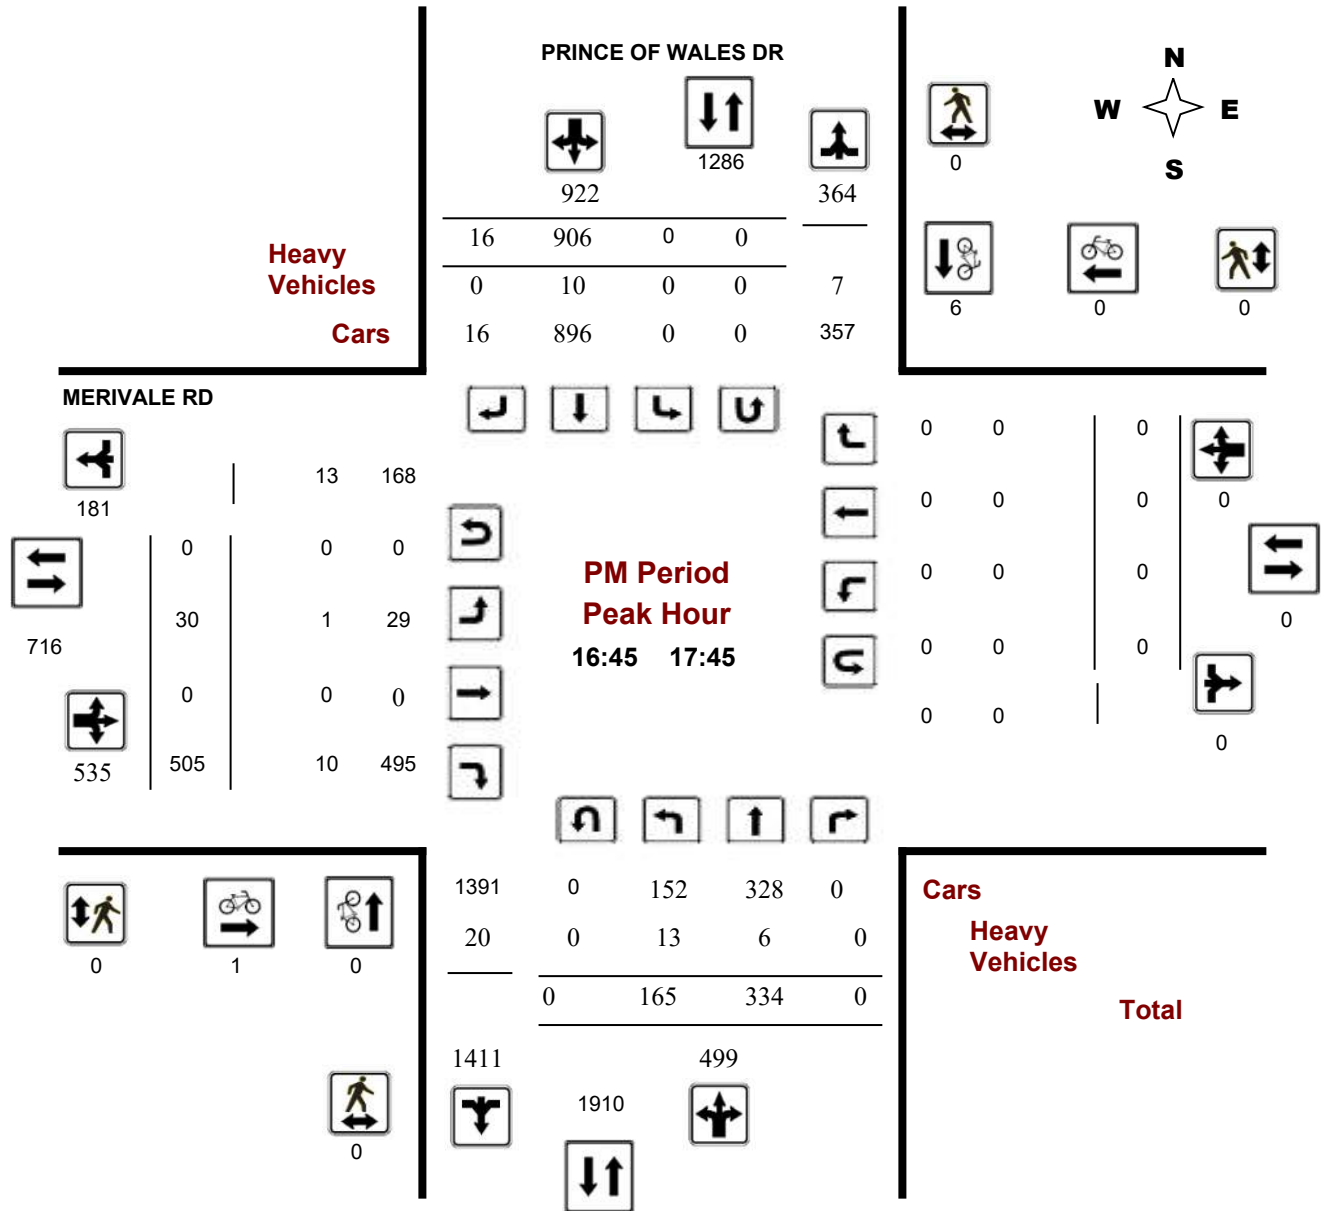 PRINCE OF WALES DR
N
W E
S
1286
0
922 364
16 906 0 0
Heavy
Vehicles
0 10 0 0 7
6 0 0
Cars
16 896 0 0 357
MERIVALE RD
0 0 0
13 168
181
0 0 0 0
0 0 0
PM Period
0 0 0
Peak Hour
30 1 29
0
716
16:45 17:45
0 0 0
0 0 0
0 0
0
535 505 10 495
1391 0 152 328 0
Cars
20 0 13 6 0
Heavy
Vehicles
0 1 0
0 165 334 0
Total
1411 499
1910
0